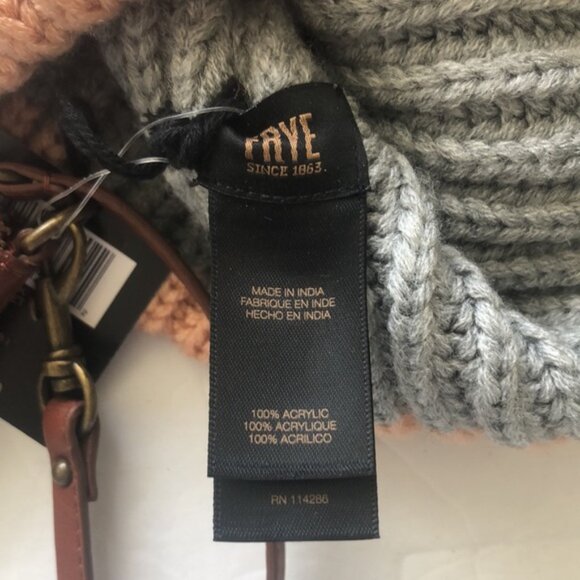 FRYE
SINCE 1863.
MADE IN INDIA
FABRIQUE EN INDE
HECHO EN INDIA
100% ACRYLIC
100% ACRYLIQUE
100% ACRILICO
RN 114286